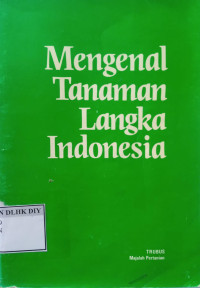 Mengenal
Tanaman
Langka
Indonesia
N DLHK DIY
TRUBUS
Majalah Pertanian